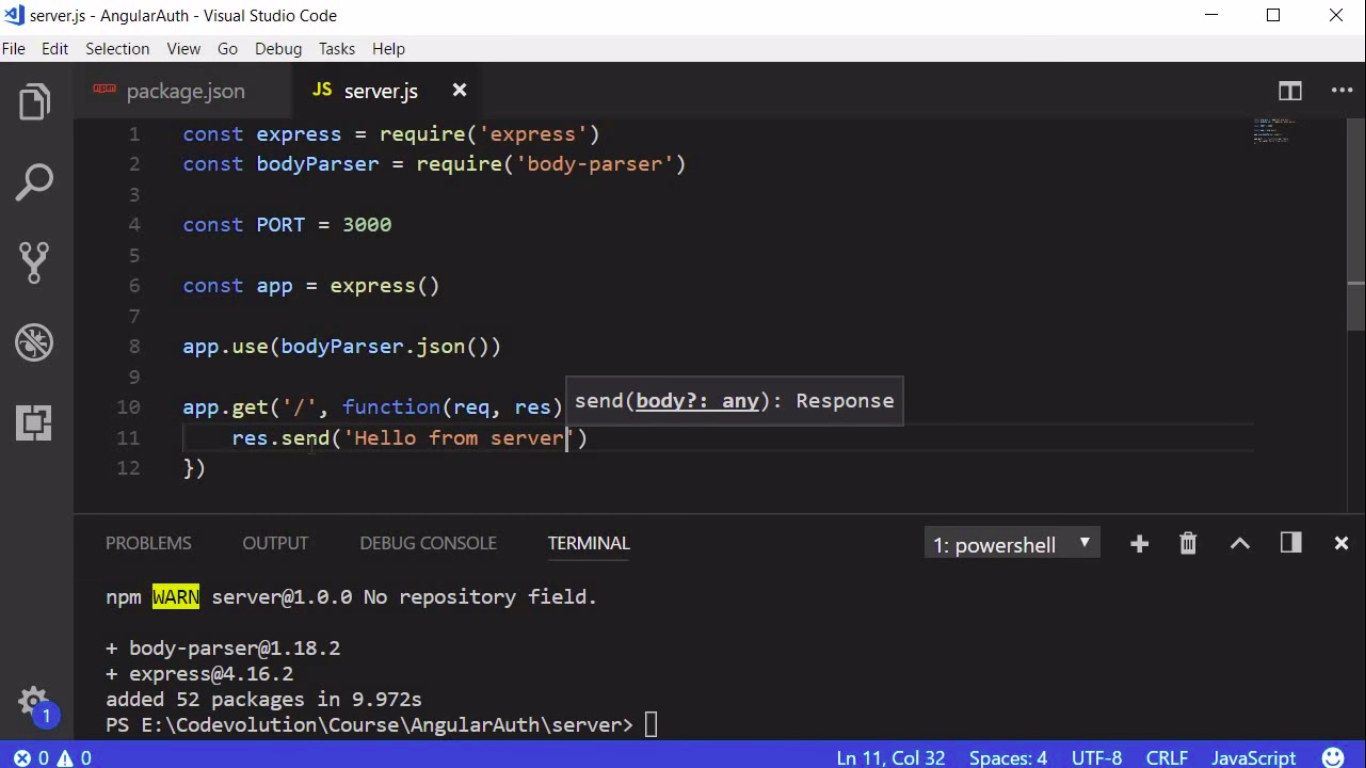 server.js - AngularAuth - Visual Studio Code
File Edit Selection View Go Debug Tasks Help
package.json JS server.js
1 const express = require('express')
2 const bodyParser = require('body-parser')
3
4 const PORT = 3000
5
6 const app = express()
7
8 app.use(bodyParser.json())
9
send(body?: any): Response
10 app.get('/', function(req, res)
11 res.send('Hello from server')
12 })
PROBLEMS OUTPUT DEBUG CONSOLE TERMINAL 1: powershell
npm WARN server@1.0.0 No repository field.
+ body-parser@1.18.2
+ express@4.16.2
added 52 packages in 9.972s
PS E:\Codevolution\Course\AngularAuth\server>
1
0 0 Ln 11, Col 32 Spaces: 4 UTF-8 CRLF JavaScript